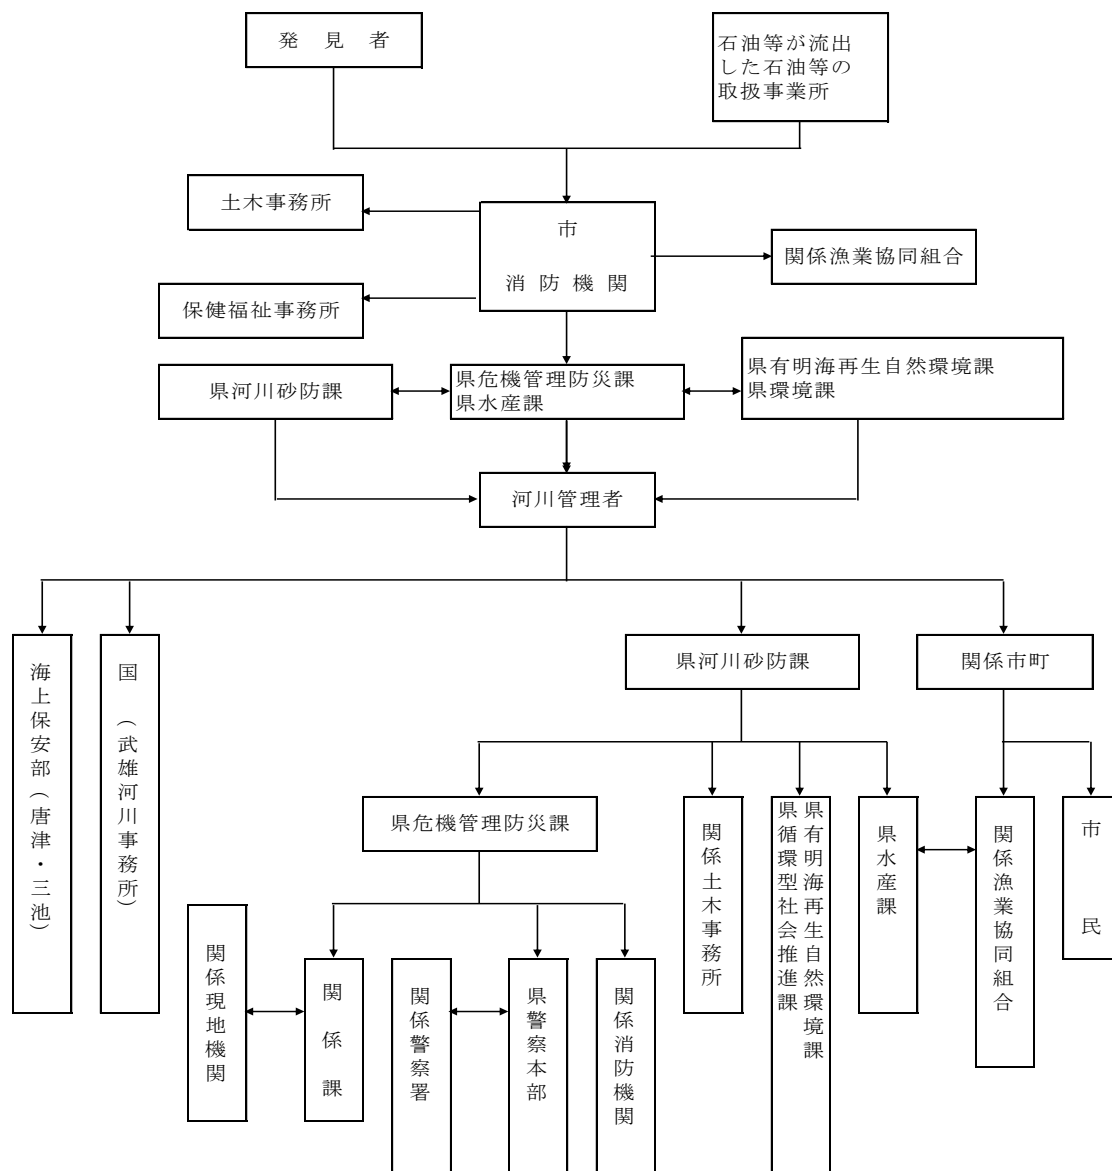 発見者
石油等が流出
した石油等の
取扱事業所
土木事務所
市
消防機関
関係漁業協同組合
保健福祉事務所
県河川砂防課
県危機管理防災課
県水産課
県有明海再生自然環境課
県環境課
河川管理者
海上保安部(唐津・三池)
国 (武雄河川事務所)
県河川砂防課
関係市町
県危機管理防災課
関係土木事務所
県有明海再生自然環境課
県循環型社会推進課
県水産課
関係漁業協同組合
市民
関係現地機関
関係課
関係警察署
県警察本部
関係消防機関